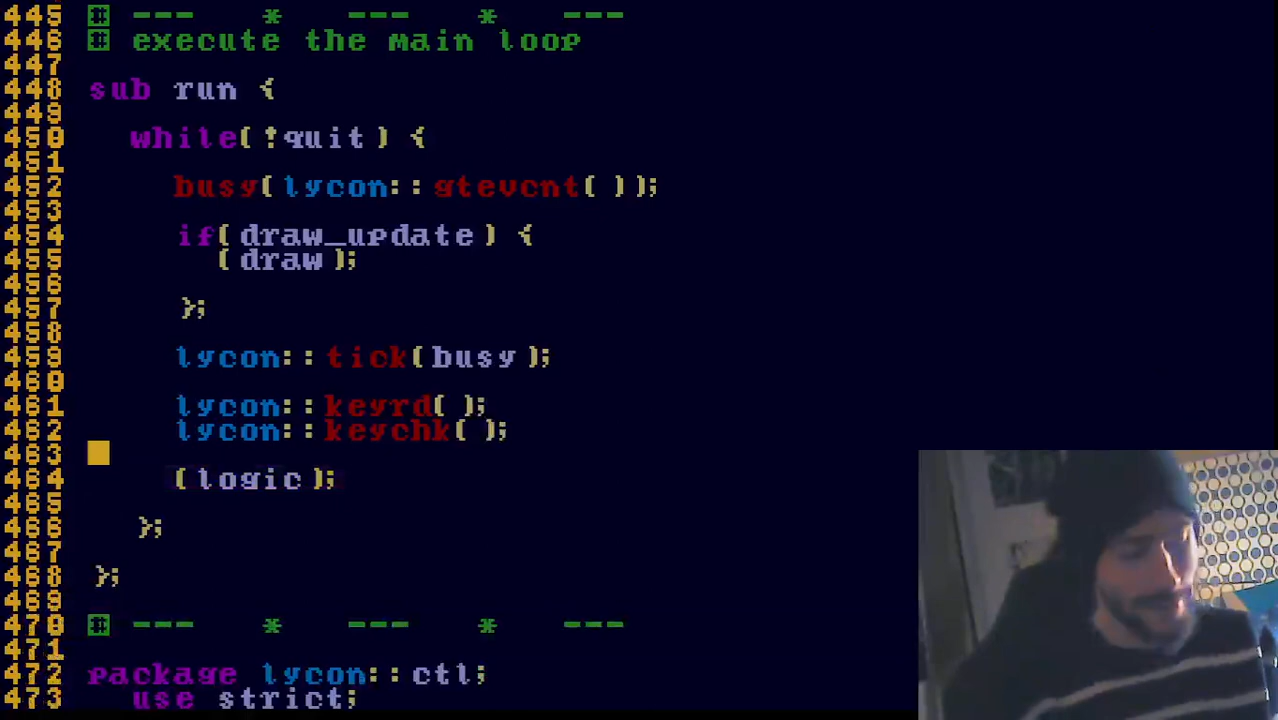 445 # --- * --- * ---
446 # execute the main loop
447
448 sub run {
449
450 while(!quit) {
451
452 busy(lycon::gtevcnt());
453
454 if(draw_update) {
455 (draw);
456
457 };
458
459 lycon::tick(busy);
460
461 lycon::keyrd();
462 lycon::keychk();
463
464 (logic);
465
466 };
467
468 };
469
470 # --- * --- * ---
471
472 package lycon::ctl;
473 use strict;